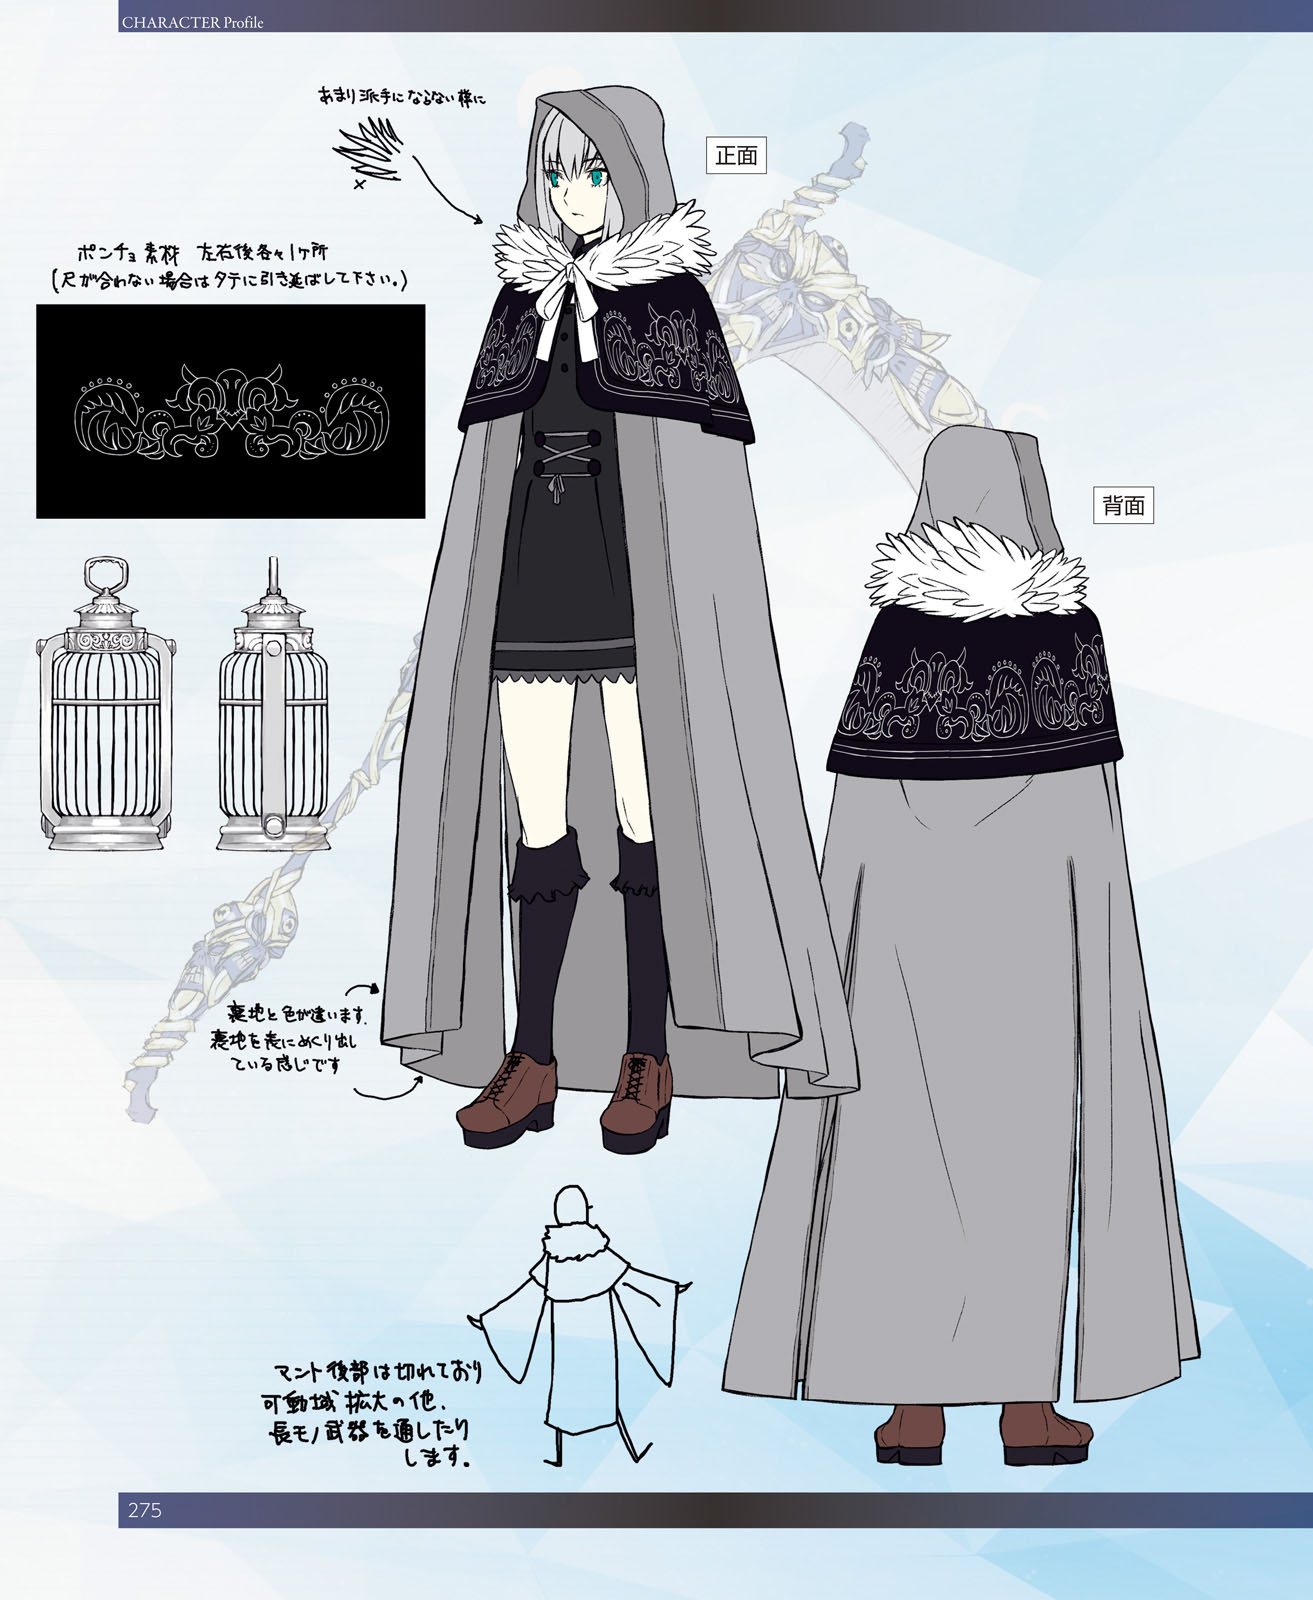 CHARACTER Profile
あまり派手にならない様に
正面
ポンチョ素材 左右後各々1ヶ所
(尺が合わない場合はタテに引き延ばして下さい。)
背面
裏地と色が違います。
裏地を表にめくり出し
ている感じです
マント後部は切れており
可動域拡大の他、
長モノ武器を通したり
します。
275